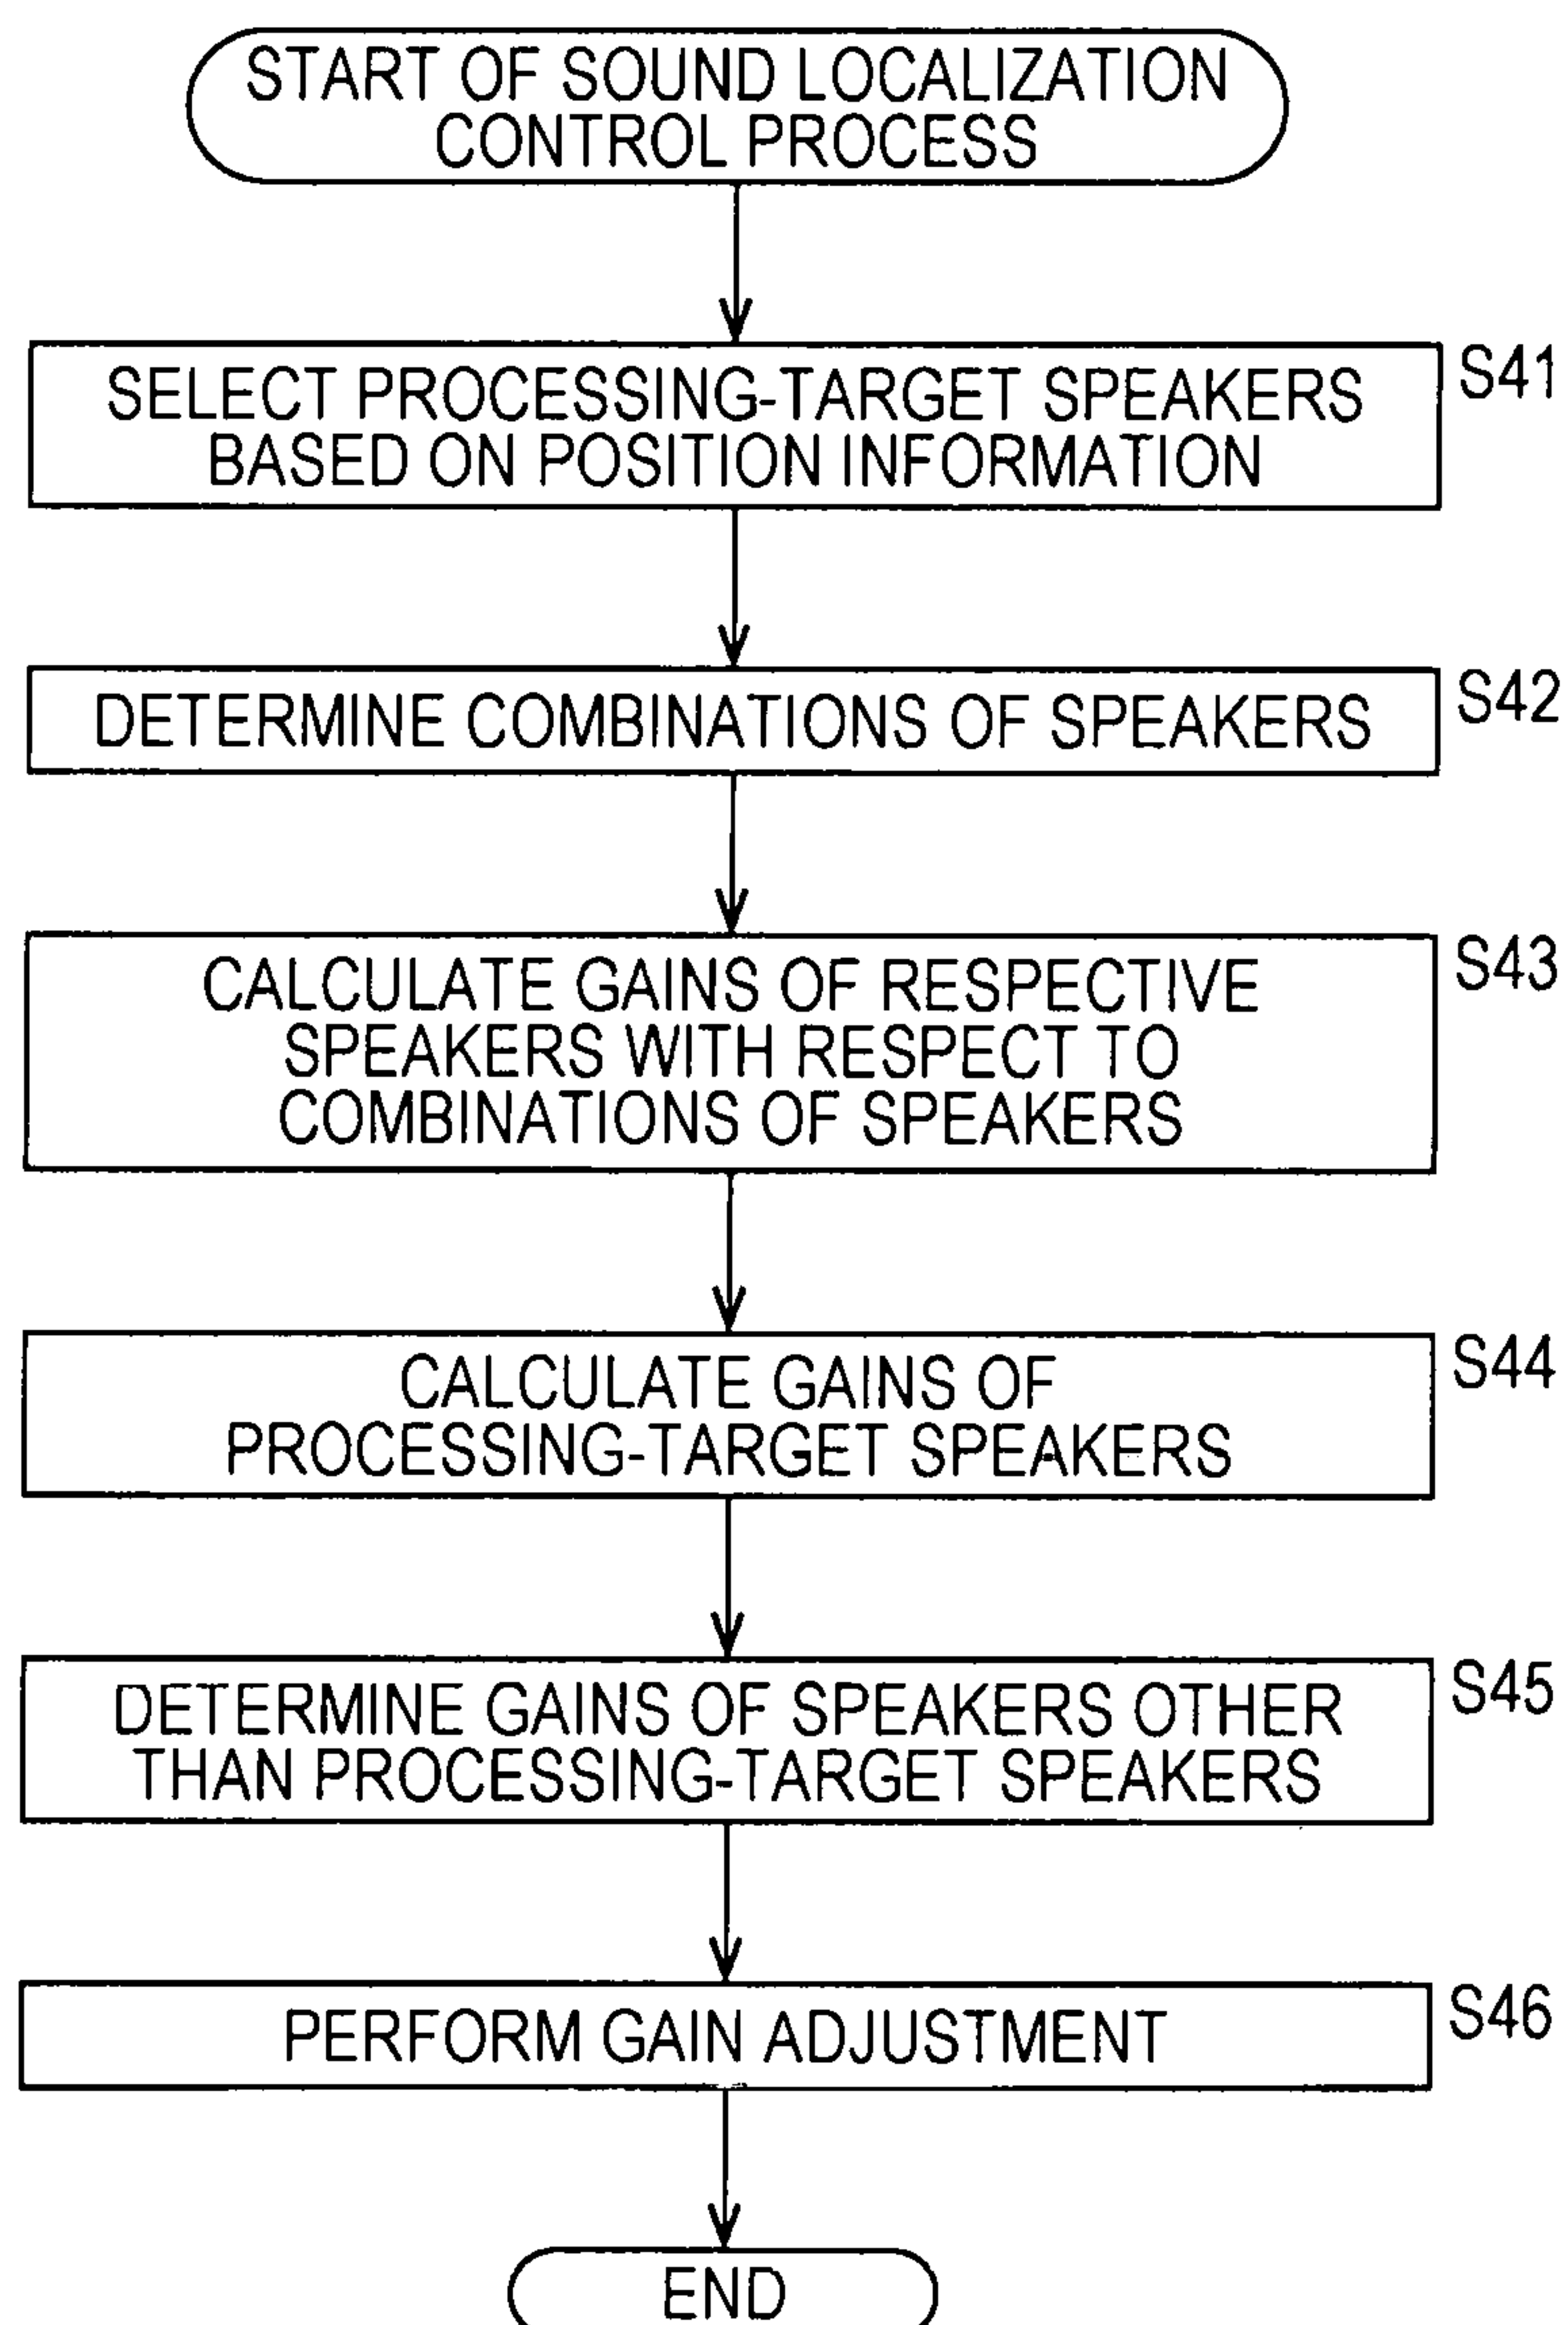 START OF SOUND LOCALIZATION
CONTROL PROCESS
SELECT PROCESSING-TARGET SPEAKERS
BASED ON POSITION INFORMATION
S41
DETERMINE COMBINATIONS OF SPEAKERS
S42
CALCULATE GAINS OF RESPECTIVE
SPEAKERS WITH RESPECT TO
COMBINATIONS OF SPEAKERS
S43
CALCULATE GAINS OF
PROCESSING-TARGET SPEAKERS
S44
DETERMINE GAINS OF SPEAKERS OTHER
THAN PROCESSING-TARGET SPEAKERS
S45
PERFORM GAIN ADJUSTMENT
S46
END